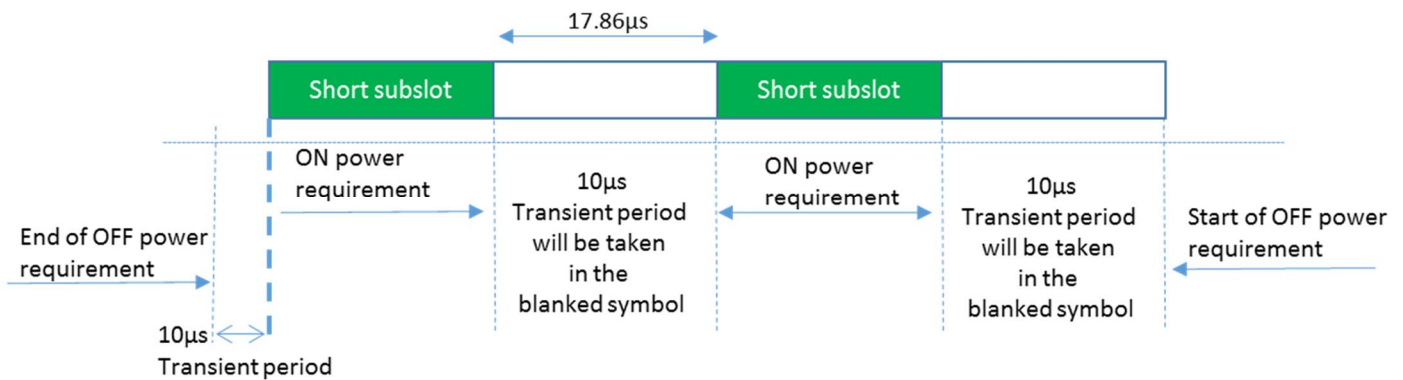 17.86µs
Short subslot
Short subslot
ON power
requirement
10µs
Transient period
will be taken
in the
blanked symbol
ON power
requirement
10µs
Transient period
will be taken
in the
blanked symbol
End of OFF power
requirement
Start of OFF power
requirement
10µs
Transient period